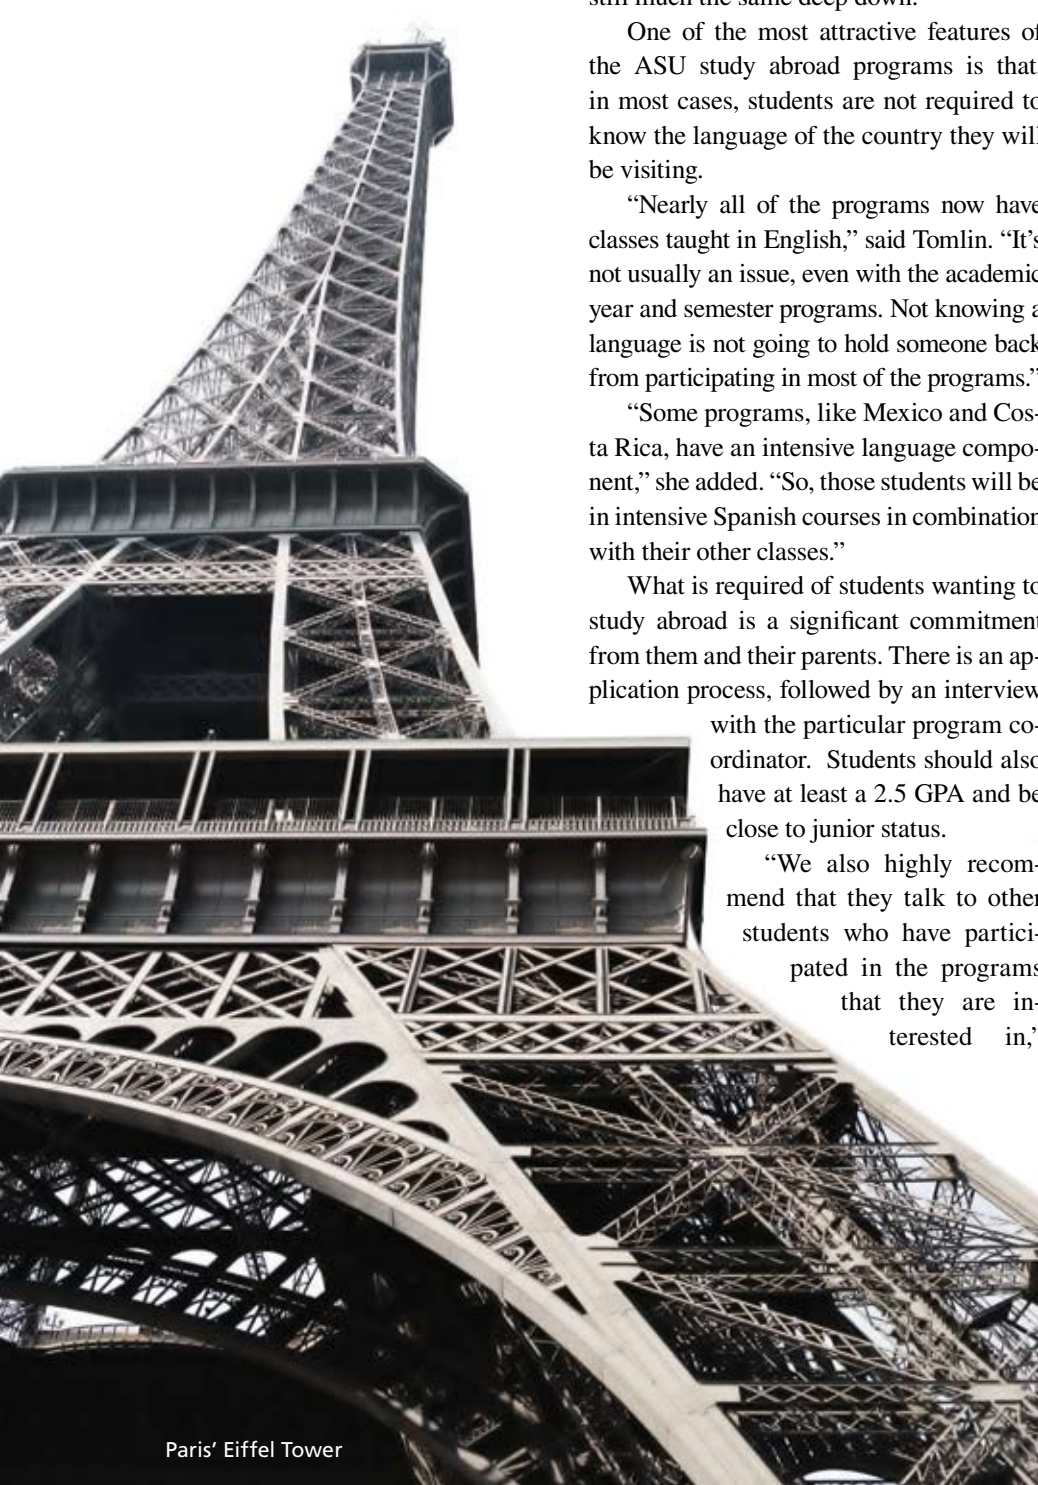 still much the same deep down.
One of the most attractive features of
the ASU study abroad programs is that,
in most cases, students are not required to
know the language of the country they will
be visiting.
“Nearly all of the programs now have
classes taught in English,” said Tomlin. “It’s
not usually an issue, even with the academic
year and semester programs. Not knowing a
language is not going to hold someone back
from participating in most of the programs.”
“Some programs, like Mexico and Cos-
ta Rica, have an intensive language compo-
nent,” she added. “So, those students will be
in intensive Spanish courses in combination
with their other classes.”
What is required of students wanting to
study abroad is a significant commitment
from them and their parents. There is an ap-
plication process, followed by an interview
with the particular program co-
ordinator. Students should also
have at least a 2.5 GPA and be
close to junior status.
“We also highly recom-
mend that they talk to other
students who have partici-
pated in the programs
that they are in-
terested in,”
Paris’ Eiffel Tower